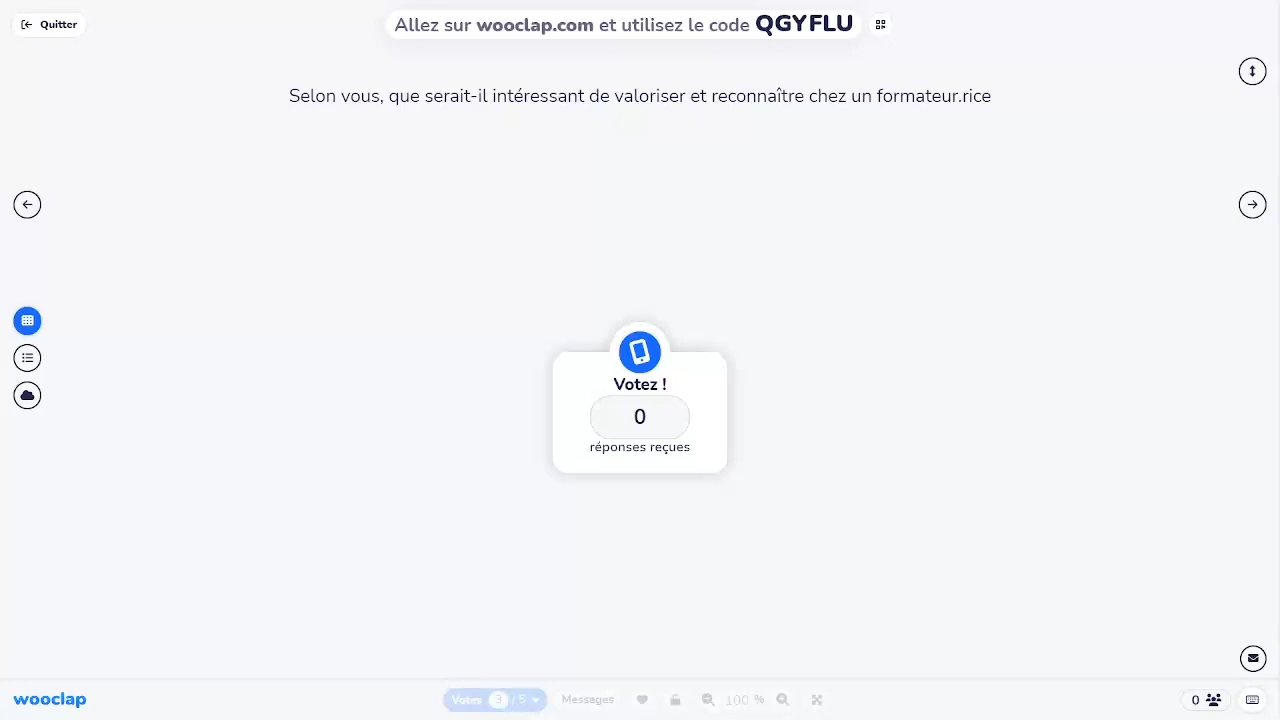 Quitter
Allez sur wooclap.com et utilisez le code QGYFLU
Selon vous, que serait-il intéressant de valoriser et reconnaître chez un formateur.rice
Votez !
0
réponses reçues
wooclap
Votes 3 / 5
Messages
100 %
0